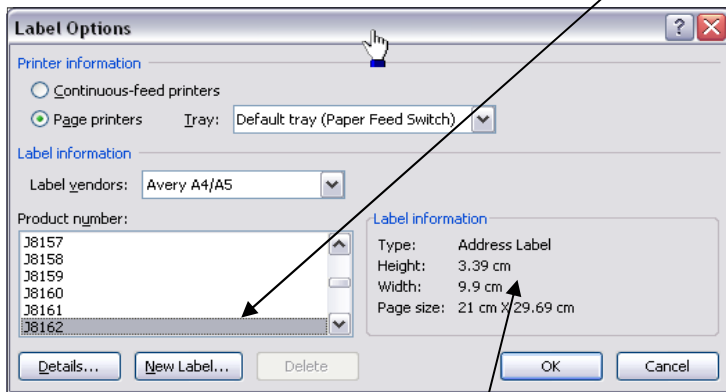 Label Options
Printer information
Continuous-feed printers
Page printers Tray: Default tray (Paper Feed Switch)
Label information
Label vendors: Avery A4/A5
Product number:
J8157
J8158
J8159
J8160
J8161
J8162
Label information
Type: Address Label
Height: 3.39 cm
Width: 9.9 cm
Page size: 21 cm X 29.69 cm
Details... New Label... Delete OK Cancel